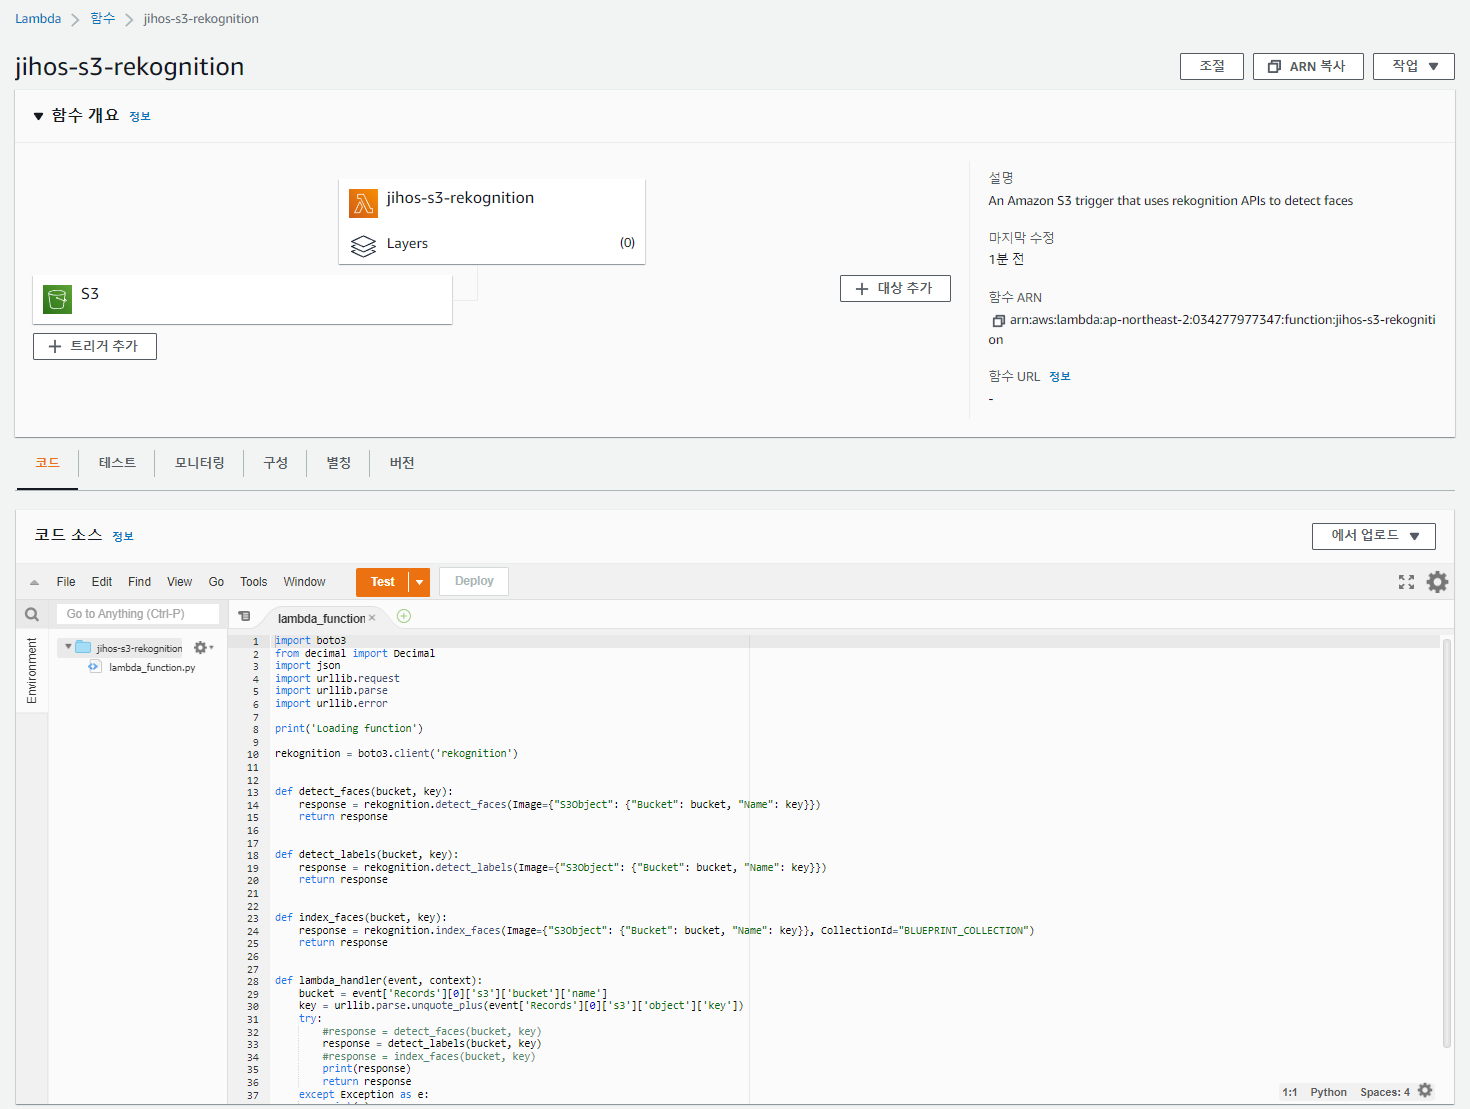 Lambda > 함수 > jihos-s3-rekognition
jihos-s3-rekognition
조절
ARN 복사
작업
함수 개요 정보
jihos-s3-rekognition
Layers
(0)
S3
+ 트리거 추가
+ 대상 추가
설명
An Amazon S3 trigger that uses rekognition APIs to detect faces
마지막 수정
1분 전
함수 ARN
arn:aws:lambda:ap-northeast-2:034277977347:function:jihos-s3-rekogniti
on
함수 URL 정보
-
코드
테스트
모니터링
구성
별칭
버전
코드 소스 정보
에서 업로드
File Edit Find View Go Tools Window
Test
Deploy
Go to Anything (Ctrl-P)
Environment
jihos-s3-rekognition
lambda_function.py
lambda_function
1 import boto3
2 from decimal import Decimal
3 import json
4 import urllib.request
5 import urllib.parse
6 import urllib.error
7
8 print('Loading function')
9
10 rekognition = boto3.client('rekognition')
11
12
13 def detect_faces(bucket, key):
14     response = rekognition.detect_faces(Image={"S3Object": {"Bucket": bucket, "Name": key}})
15     return response
16
17
18 def detect_labels(bucket, key):
19     response = rekognition.detect_labels(Image={"S3Object": {"Bucket": bucket, "Name": key}})
20     return response
21
22
23 def index_faces(bucket, key):
24     response = rekognition.index_faces(Image={"S3Object": {"Bucket": bucket, "Name": key}}, CollectionId="BLUEPRINT_COLLECTION")
25     return response
26
27
28 def lambda_handler(event, context):
29     bucket = event['Records'][0]['s3']['bucket']['name']
30     key = urllib.parse.unquote_plus(event['Records'][0]['s3']['object']['key'])
31     try:
32         #response = detect_faces(bucket, key)
33         response = detect_labels(bucket, key)
34         #response = index_faces(bucket, key)
35         print(response)
36         return response
37     except Exception as e:
1:1 Python Spaces: 4